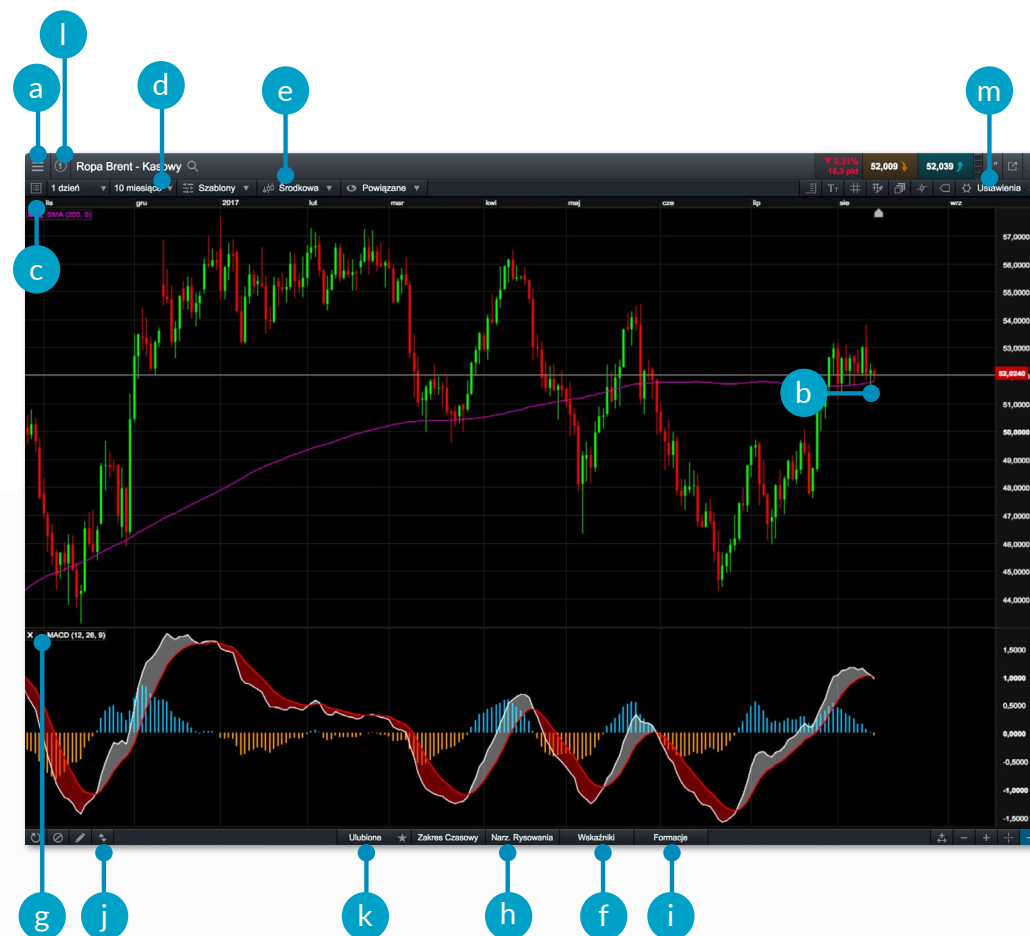 l
a
d
e
m
1
Ropa Brent - Kasowy
0,31%
16,3 pkt
52,009
52,039
1 dzień
10 miesięcy
Szablony
Środkowa
Powiązane
Ustawienia
lis gru 2017 lut mar kwi maj cze lip sie wrz
SMA (200, 0)
c
57,0000
56,0000
55,0000
54,0000
53,0000
52,0240
b
51,0000
50,0000
49,0000
48,0000
47,0000
46,0000
45,0000
44,0000
X MACD (12, 26, 9)
1,5000
1,0000
0,5000
0,0000
-0,5000
-1,0000
-1,5000
Ulubione
Zakres Czasowy
Narz. Rysowania
Wskaźniki
Formacje
g
j
k
h
f
i